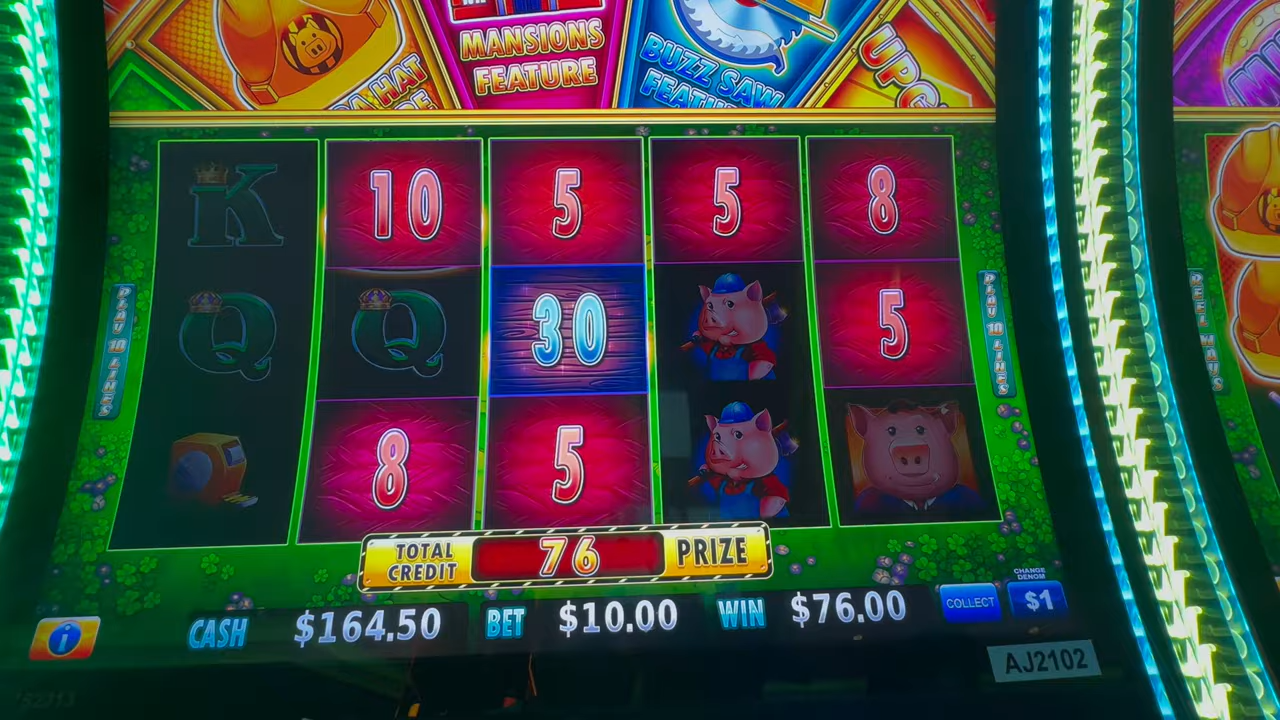 MANSIONS
FEATURE
BUZZ SAW
HAT
K
10
5
5
8
Q
Q
30
5
8
5
PLAY 10 LINES
PLAY 10 LINES
TOTAL
CREDIT
76
PRIZE
CASH
$164.50
BET
$10.00
WIN
$76.00
COLLECT
CHANGE
DENOM
$1
i
AJ2102